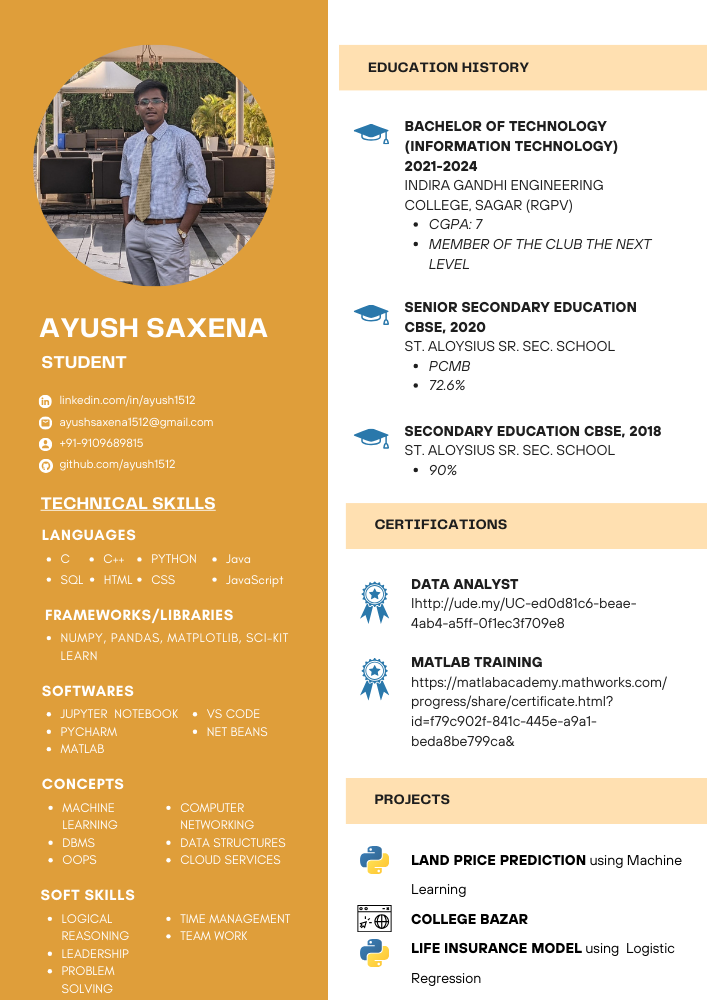 AYUSH SAXENA
STUDENT
linkedin.com/in/ayush1512
ayushsaxena1512@gmail.com
+91-9109689815
github.com/ayush1512
TECHNICAL SKILLS
LANGUAGES
• C • C++ • PYTHON • Java
• SQL • HTML • CSS • JavaScript
FRAMEWORKS/LIBRARIES
• NUMPY, PANDAS, MATPLOTLIB, SCI-KIT
LEARN
SOFTWARES
• JUPYTER NOTEBOOK • VS CODE
• PYCHARM • NET BEANS
• MATLAB
CONCEPTS
• MACHINE
LEARNING
• DBMS
• OOPS
• COMPUTER
NETWORKING
• DATA STRUCTURES
• CLOUD SERVICES
SOFT SKILLS
• LOGICAL
REASONING
• LEADERSHIP
• PROBLEM
SOLVING
• TIME MANAGEMENT
• TEAM WORK
EDUCATION HISTORY
BACHELOR OF TECHNOLOGY
(INFORMATION TECHNOLOGY)
2021-2024
INDIRA GANDHI ENGINEERING
COLLEGE, SAGAR (RGPV)
• CGPA: 7
• MEMBER OF THE CLUB THE NEXT
LEVEL
SENIOR SECONDARY EDUCATION
CBSE, 2020
ST. ALOYSIUS SR. SEC. SCHOOL
• PCMB
• 72.6%
SECONDARY EDUCATION CBSE, 2018
ST. ALOYSIUS SR. SEC. SCHOOL
• 90%
CERTIFICATIONS
DATA ANALYST
lhttp://ude.my/UC-ed0d81c6-beae-
4ab4-a5ff-0f1ec3f709e8
MATLAB TRAINING
https://matlabacademy.mathworks.com/
progress/share/certificate.html?
id=f79c902f-841c-445e-a9a1-
beda8be799ca&
PROJECTS
LAND PRICE PREDICTION using Machine
Learning
COLLEGE BAZAR
LIFE INSURANCE MODEL using Logistic
Regression